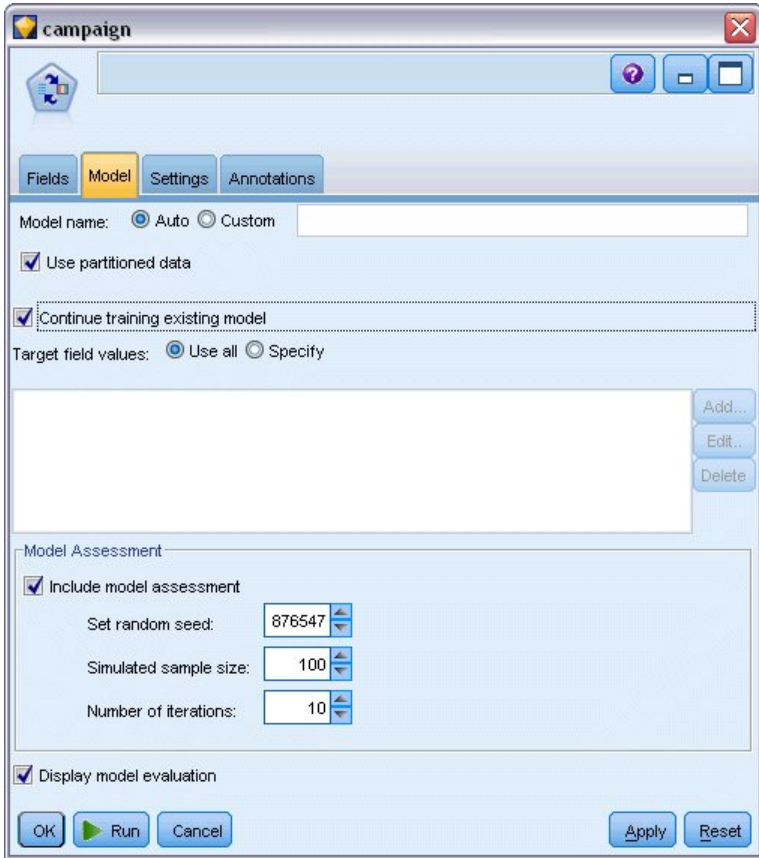 campaign
Fields Model Settings Annotations
Model name: Auto Custom
Use partitioned data
Continue training existing model
Target field values: Use all Specify
Add...
Edit..
Delete
Model Assessment
Include model assessment
Set random seed: 876547
Simulated sample size: 100
Number of iterations: 10
Display model evaluation
OK Run Cancel Apply Reset